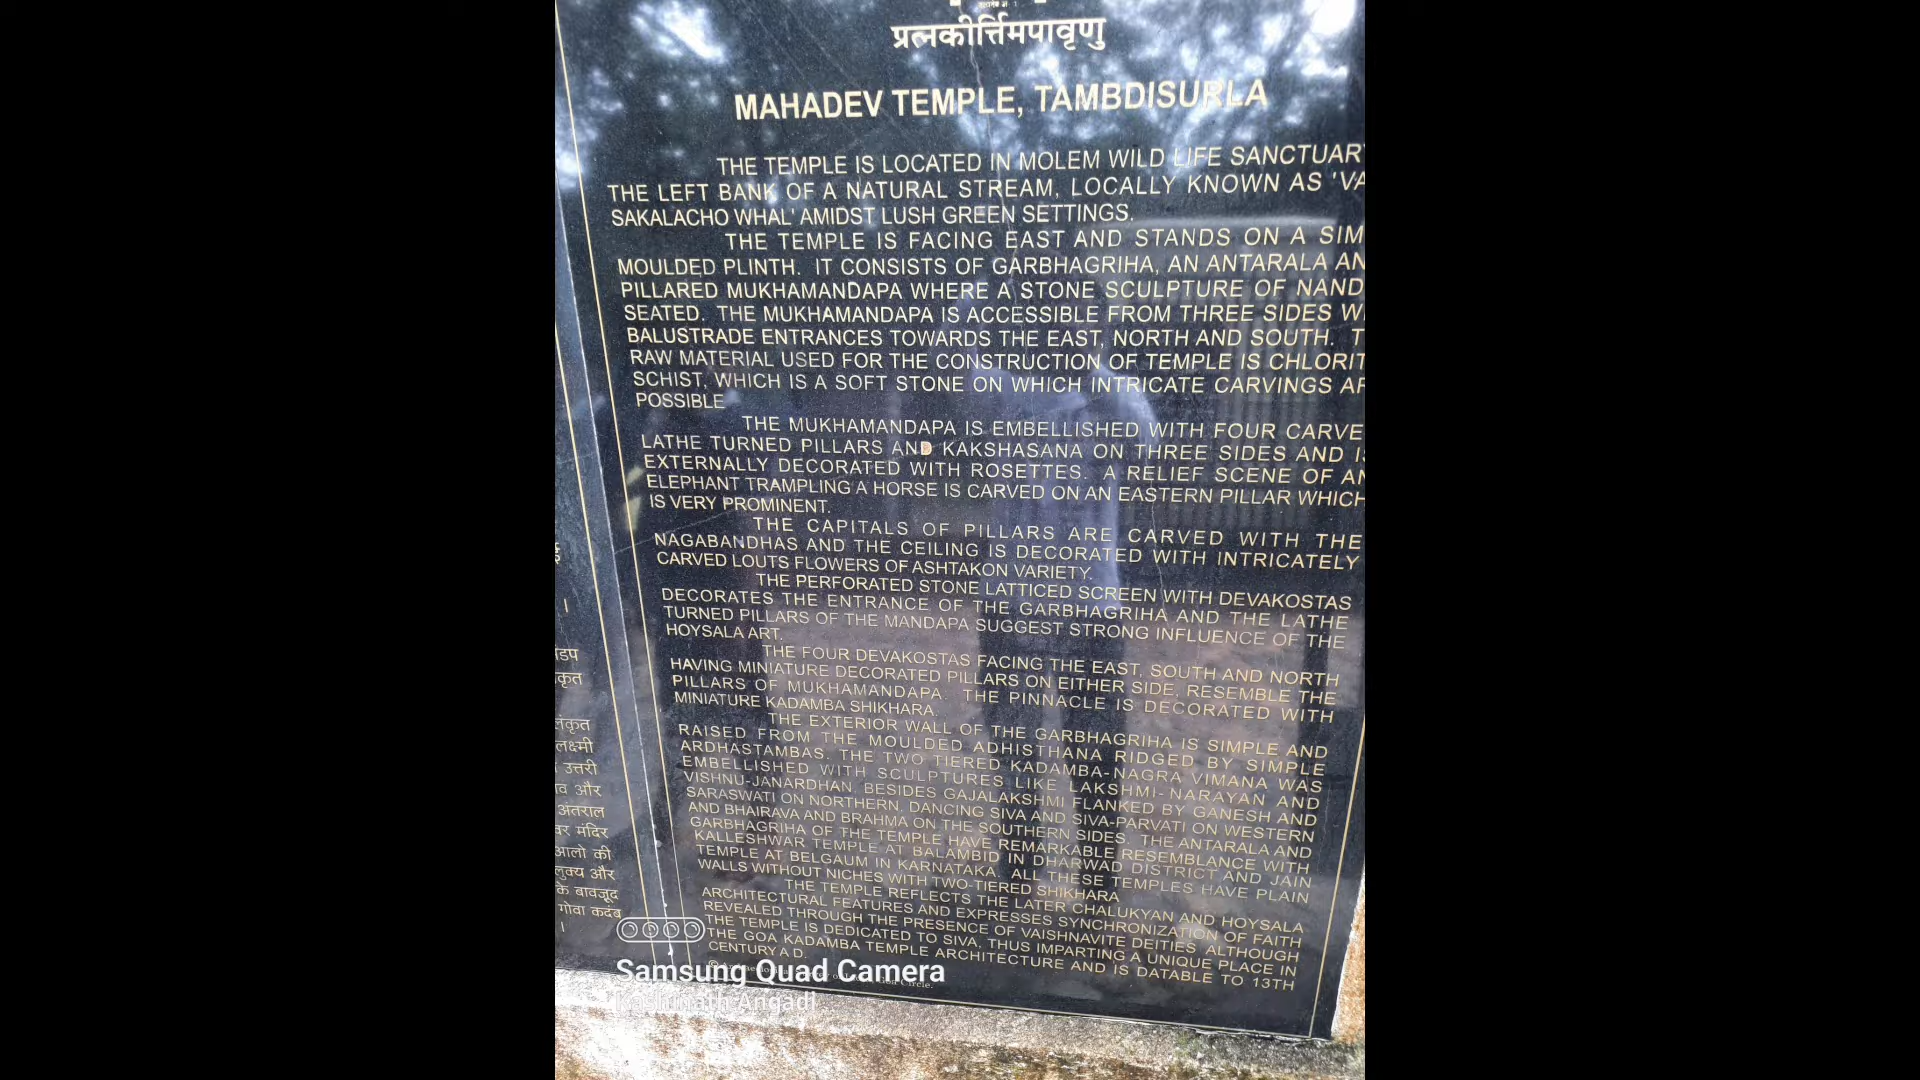 प्रत्नकीर्त्तिमपावृणु
MAHADEV TEMPLE, TAMBDISURLA
THE TEMPLE IS LOCATED IN MOLEM WILD LIFE SANCTUARY
THE LEFT BANK OF A NATURAL STREAM, LOCALLY KNOWN AS 'VA
SAKALACHO WHAL' AMIDST LUSH GREEN SETTINGS.
THE TEMPLE IS FACING EAST AND STANDS ON A SIM
MOULDED PLINTH. IT CONSISTS OF GARBHAGRIHA, AN ANTARALA AN
PILLARED MUKHAMANDAPA WHERE A STONE SCULPTURE OF NAND
SEATED. THE MUKHAMANDAPA IS ACCESSIBLE FROM THREE SIDES WI
BALUSTRADE ENTRANCES TOWARDS THE EAST, NORTH AND SOUTH. T
RAW MATERIAL USED FOR THE CONSTRUCTION OF TEMPLE IS CHLORIT
SCHIST, WHICH IS A SOFT STONE ON WHICH INTRICATE CARVINGS AR
POSSIBLE
THE MUKHAMANDAPA IS EMBELLISHED WITH FOUR CARVE
LATHE TURNED PILLARS AND KAKSHASANA ON THREE SIDES AND IS
EXTERNALLY DECORATED WITH ROSETTES. A RELIEF SCENE OF AN
ELEPHANT TRAMPLING A HORSE IS CARVED ON AN EASTERN PILLAR WHICH
IS VERY PROMINENT.
THE CAPITALS OF PILLARS ARE CARVED WITH THE
NAGABANDHAS AND THE CEILING IS DECORATED WITH INTRICATELY
CARVED LOUTS FLOWERS OF ASHTAKON VARIETY.
THE PERFORATED STONE LATTICED SCREEN WITH DEVAKOSTAS
DECORATES THE ENTRANCE OF THE GARBHAGRIHA AND THE LATHE
TURNED PILLARS OF THE MANDAPA SUGGEST STRONG INFLUENCE OF THE
HOYSALA ART.
THE FOUR DEVAKOSTAS FACING THE EAST, SOUTH AND NORTH
HAVING MINIATURE DECORATED PILLARS ON EITHER SIDE, RESEMBLE THE
PILLARS OF MUKHAMANDAPA. THE PINNACLE IS DECORATED WITH
MINIATURE KADAMBA SHIKHARA.
THE EXTERIOR WALL OF THE GARBHAGRIHA IS SIMPLE AND
RAISED FROM THE MOULDED ADHISTHANA RIDGED BY SIMPLE
ARDHASTAMBAS. THE TWO TIERED KADAMBA-NAGRA VIMANA WAS
EMBELLISHED WITH SCULPTURES LIKE LAKSHMI-NARAYAN AND
VISHNU-JANARDHAN, BESIDES GAJALAKSHMI FLANKED BY GANESH AND
SARASWATI ON NORTHERN, DANCING SIVA AND SIVA-PARVATI ON WESTERN
AND BHAIRAVA AND BRAHMA ON THE SOUTHERN SIDES. THE ANTARALA AND
GARBHAGRIHA OF THE TEMPLE HAVE REMARKABLE RESEMBLANCE WITH
KALLESHWAR TEMPLE AT BALAMBID IN DHARWAD DISTRICT AND JAIN
TEMPLE AT BELGAUM IN KARNATAKA. ALL THESE TEMPLES HAVE PLAIN
WALLS WITHOUT NICHES WITH TWO-TIERED SHIKHARA
THE TEMPLE REFLECTS THE LATER CHALUKYAN AND HOYSALA
ARCHITECTURAL FEATURES AND EXPRESSES SYNCHRONIZATION OF FAITH
REVEALED THROUGH THE PRESENCE OF VAISHNAVITE DEITIES. ALTHOUGH
THE TEMPLE IS DEDICATED TO SIVA, THUS IMPARTING A UNIQUE PLACE IN
THE GOA KADAMBA TEMPLE ARCHITECTURE AND IS DATABLE TO 13TH
CENTURY A D.
Circle.
डप
कृत
लंकृत
लक्ष्मी
उत्तरी
और
अंतराल
मंदिर
आलो की
और
के बावजूद
गोवा कदंब
Samsung Quad Camera
Kashinath Angadi